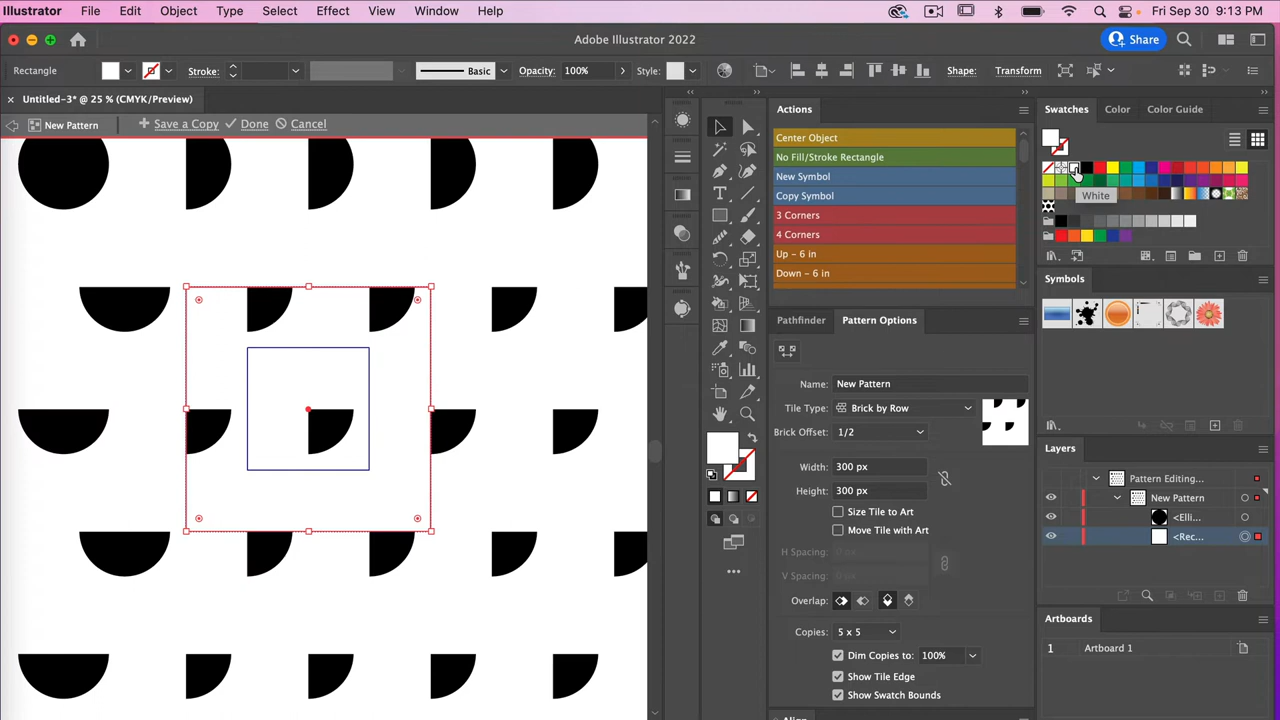 Illustrator File Edit Object Type Select Effect View Window Help Fri Sep 30 9:13 PM
Adobe Illustrator 2022 Share
Rectangle Stroke: Basic Opacity: 100% Style: Shape: Transform
× Untitled-3* @ 25 % (CMYK/Preview)
New Pattern + Save a Copy Done Cancel
Actions
Center Object
No Fill/Stroke Rectangle
New Symbol
Copy Symbol
3 Corners
4 Corners
Up - 6 in
Down - 6 in
Pathfinder Pattern Options
Name: New Pattern
Tile Type: Brick by Row
Brick Offset: 1/2
Width: 300 px
Height: 300 px
Size Tile to Art
Move Tile with Art
H Spacing:
V Spacing:
Overlap:
Copies: 5 x 5
Dim Copies to: 100%
Show Tile Edge
Show Swatch Bounds
Swatches Color Color Guide
White
Symbols
Layers
Pattern Editing...
New Pattern
<Elli...
<Rec...
Artboards
1 Artboard 1